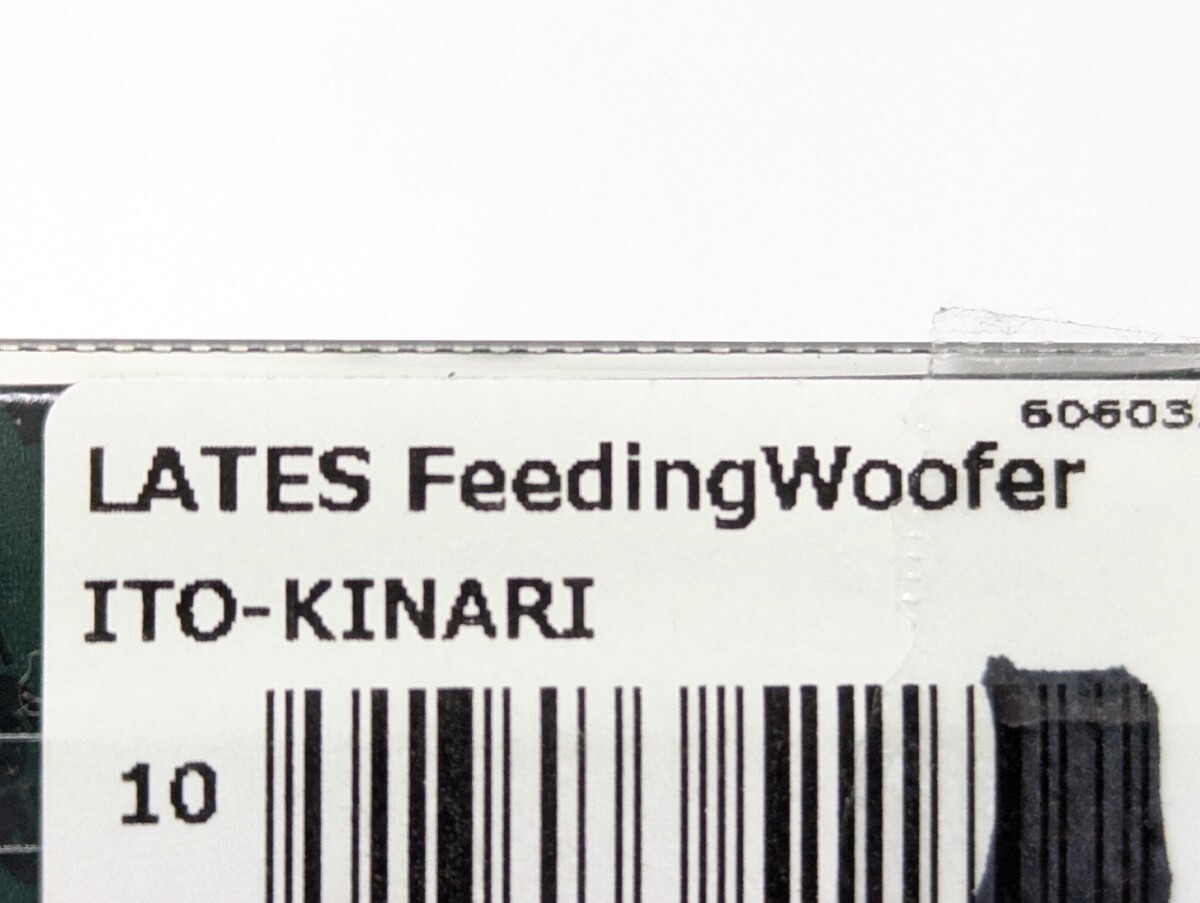 60603
LATES FeedingWoofer
ITO-KINARI
10